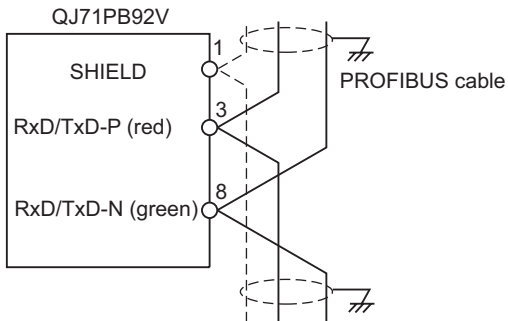 QJ71PB92V
1
SHIELD
PROFIBUS cable
3
RxD/TxD-P (red)
8
RxD/TxD-N (green)